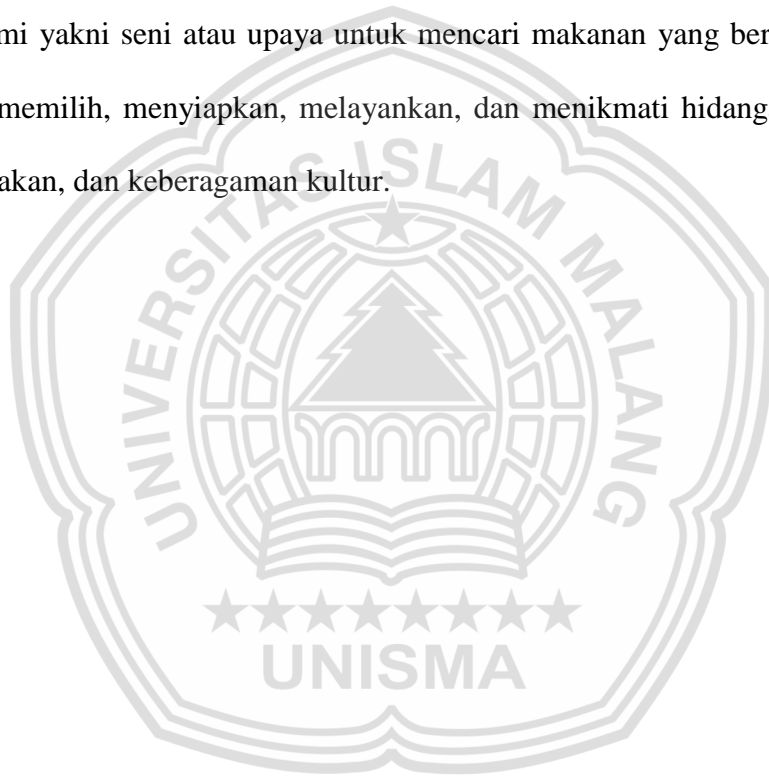 mi yakni seni atau upaya untuk mencari makanan yang ber
memilih, menyiapkan, melayankan, dan menikmati hidang
akan, dan keberagaman kultur.
UNIVERSITAS ISLAM MALANG
UNISMA